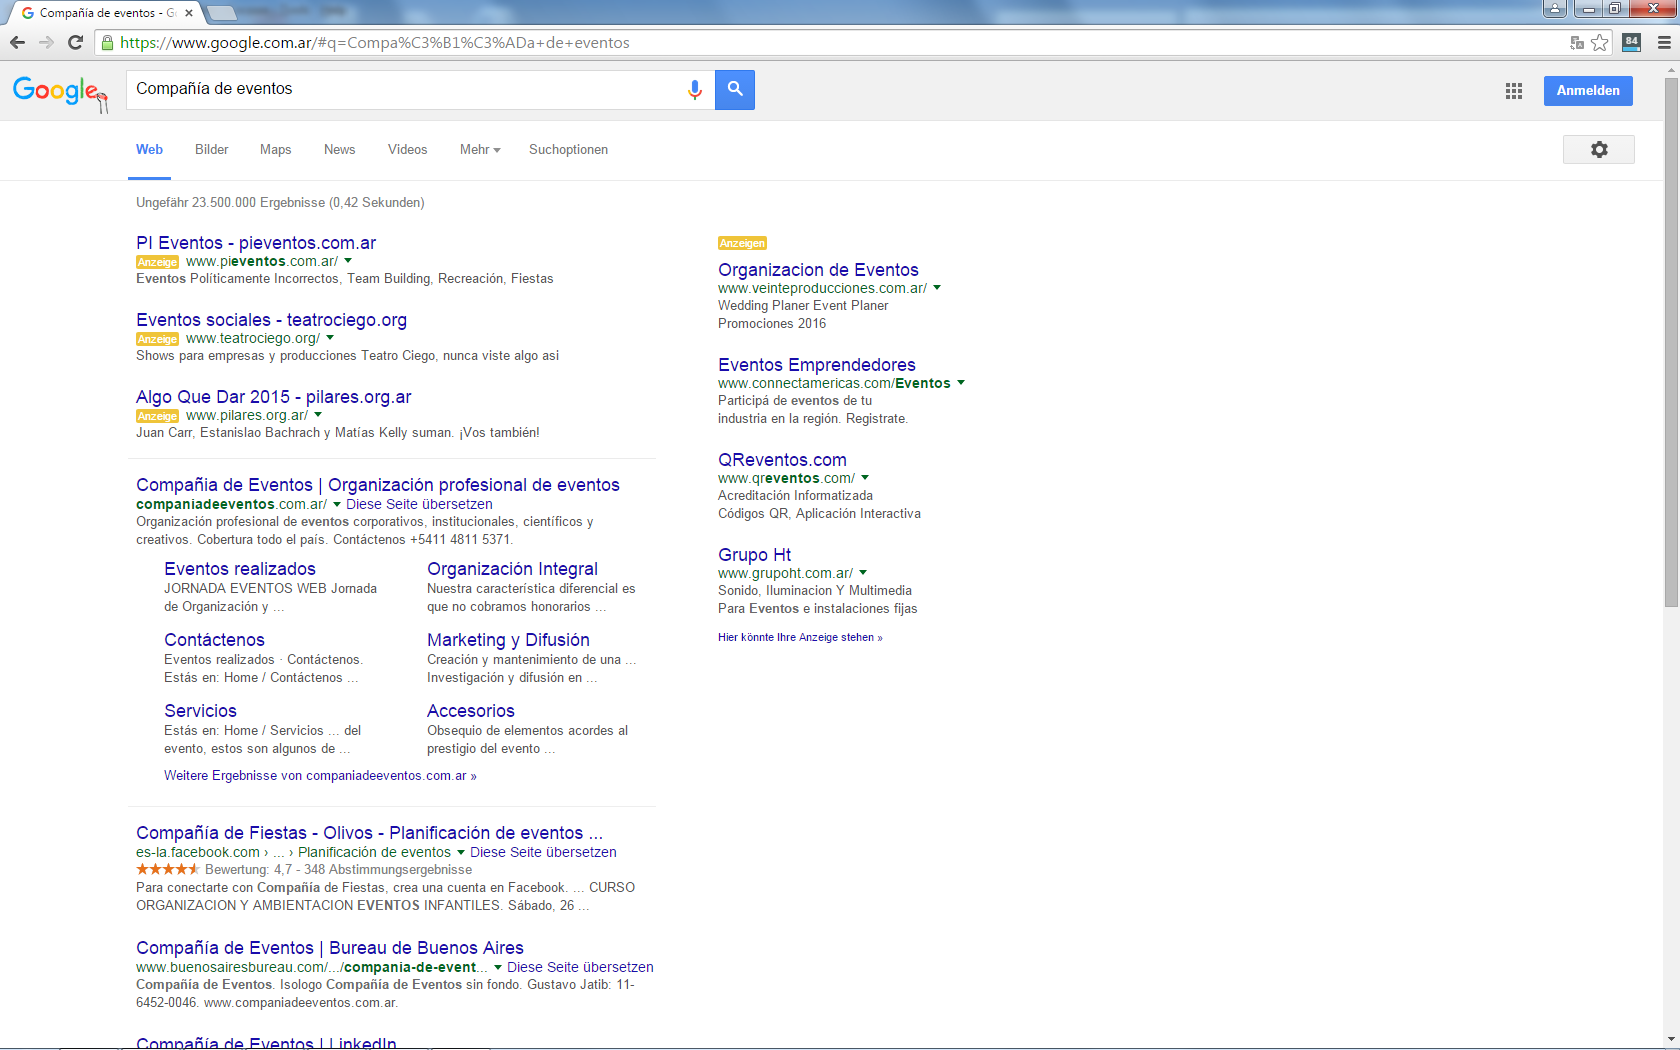 Compañía de eventos - Go
https://www.google.com.ar/#q=Compa%C3%B1%C3%ADa+de+eventos
84
Google
Compañía de eventos
Anmelden
Web Bilder Maps News Videos Mehr Suchoptionen
Ungefähr 23.500.000 Ergebnisse (0,42 Sekunden)
PI Eventos - pieventos.com.ar
Anzeige www.pieventos.com.ar/
Eventos Políticamente Incorrectos, Team Building, Recreación, Fiestas
Eventos sociales - teatrociego.org
Anzeige www.teatrociego.org/
Shows para empresas y producciones Teatro Ciego, nunca viste algo asi
Algo Que Dar 2015 - pilares.org.ar
Anzeige www.pilares.org.ar/
Juan Carr, Estanislao Bachrach y Matías Kelly suman. ¡Vos también!
Compañia de Eventos | Organización profesional de eventos
companiadeeventos.com.ar/ Diese Seite übersetzen
Organización profesional de eventos corporativos, institucionales, científicos y
creativos. Cobertura todo el país. Contáctenos +5411 4811 5371.
Eventos realizados
JORNADA EVENTOS WEB Jornada
de Organización y ...
Organización Integral
Nuestra característica diferencial es
que no cobramos honorarios ...
Contáctenos
Eventos realizados · Contáctenos.
Estás en: Home / Contáctenos ...
Marketing y Difusión
Creación y mantenimiento de una ...
Investigación y difusión en ...
Servicios
Estás en: Home / Servicios ... del
evento, estos son algunos de ...
Accesorios
Obsequio de elementos acordes al
prestigio del evento ...
Weitere Ergebnisse von companiadeeventos.com.ar »
Compañía de Fiestas - Olivos - Planificación de eventos ...
es-la.facebook.com › ... › Planificación de eventos Diese Seite übersetzen
Bewertung: 4,7 - 348 Abstimmungsergebnisse
Para conectarte con Compañía de Fiestas, crea una cuenta en Facebook. ... CURSO
ORGANIZACION Y AMBIENTACION EVENTOS INFANTILES. Sábado, 26 ...
Compañía de Eventos | Bureau de Buenos Aires
www.buenosairesbureau.com/.../compania-de-event... Diese Seite übersetzen
Compañía de Eventos. Isologo Compañía de Eventos sin fondo. Gustavo Jatib: 11-
6452-0046. www.companiadeeventos.com.ar.
Compañía de Eventos | LinkedIn
Anzeigen
Organizacion de Eventos
www.veinteproducciones.com.ar/
Wedding Planer Event Planer
Promociones 2016
Eventos Emprendedores
www.connectamericas.com/Eventos
Participá de eventos de tu
industria en la región. Registrate.
QReventos.com
www.qreventos.com/
Acreditación Informatizada
Códigos QR, Aplicación Interactiva
Grupo Ht
www.grupoht.com.ar/
Sonido, Iluminacion Y Multimedia
Para Eventos e instalaciones fijas
Hier könnte Ihre Anzeige stehen »